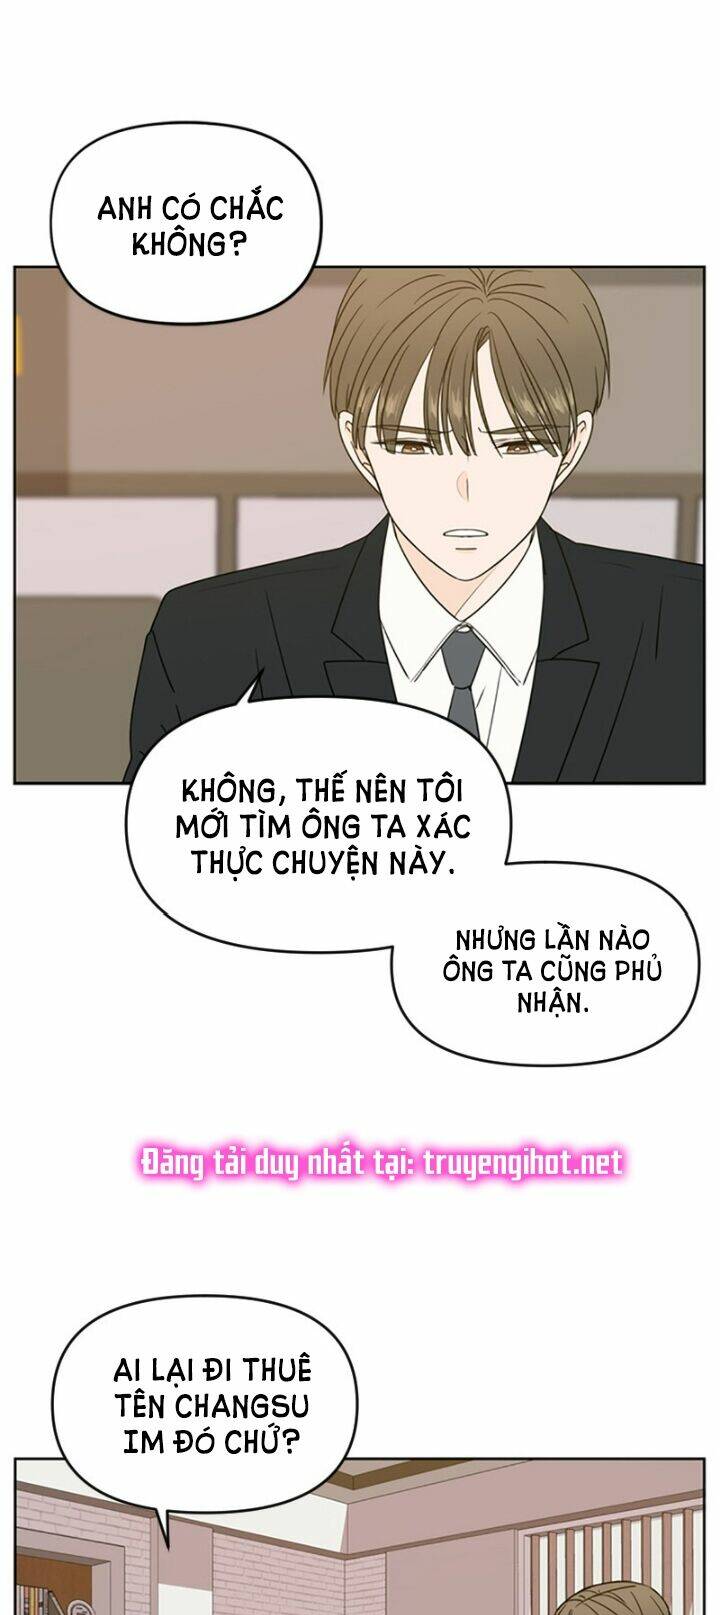 ANH CÓ CHẮC
KHÔNG?
KHÔNG, THẾ NÊN TÔI
MỚI TÌM ÔNG TA XÁC
THỰC CHUYỆN NÀY.
NHƯNG LẦN NÀO
ÔNG TA CŨNG PHỦ
NHẬN.
Đăng tải duy nhất tại: truyengihot.net
AI LẠI ĐI THUÊ
TÊN CHANGSU
IM ĐÓ CHỨ?